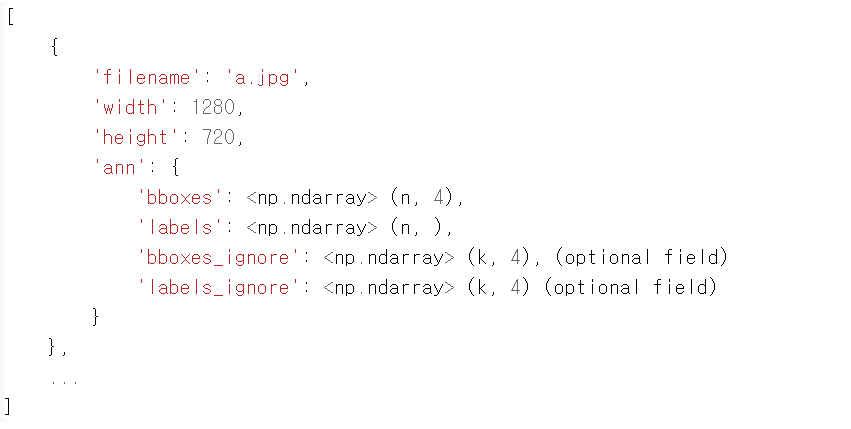 [
    {
        'filename': 'a.jpg',
        'width': 1280,
        'height': 720,
        'ann': {
            'bboxes': <np.ndarray> (n, 4),
            'labels': <np.ndarray> (n, ),
            'bboxes_ignore': <np.ndarray> (k, 4), (optional field)
            'labels_ignore': <np.ndarray> (k, 4) (optional field)
        }
    },
    ...
]